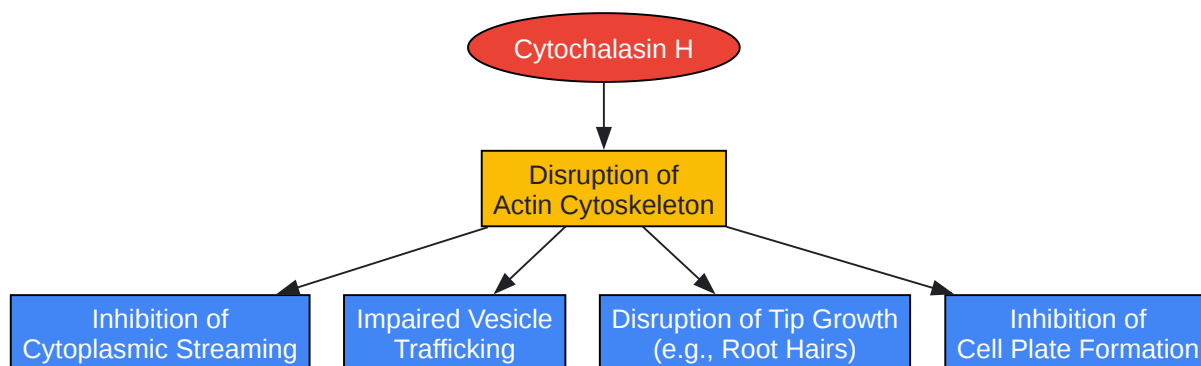 Cytochalasin H
Disruption of
Actin Cytoskeleton
Inhibition of
Cytoplasmic Streaming
Impaired Vesicle
Trafficking
Disruption of Tip Growth
(e.g., Root Hairs)
Inhibition of
Cell Plate Formation